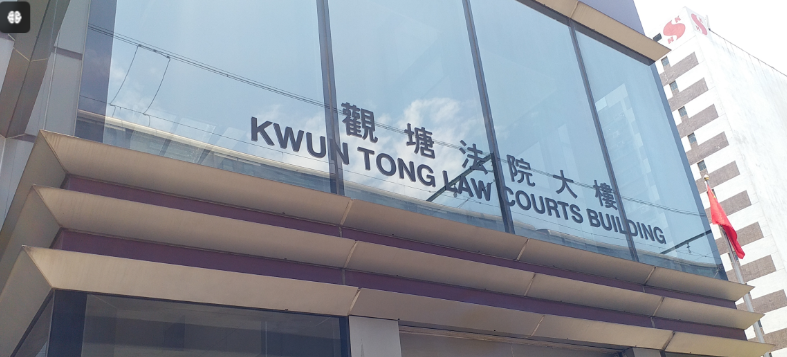 觀塘法院大樓
KWUN TONG LAW COURTS BUILDING